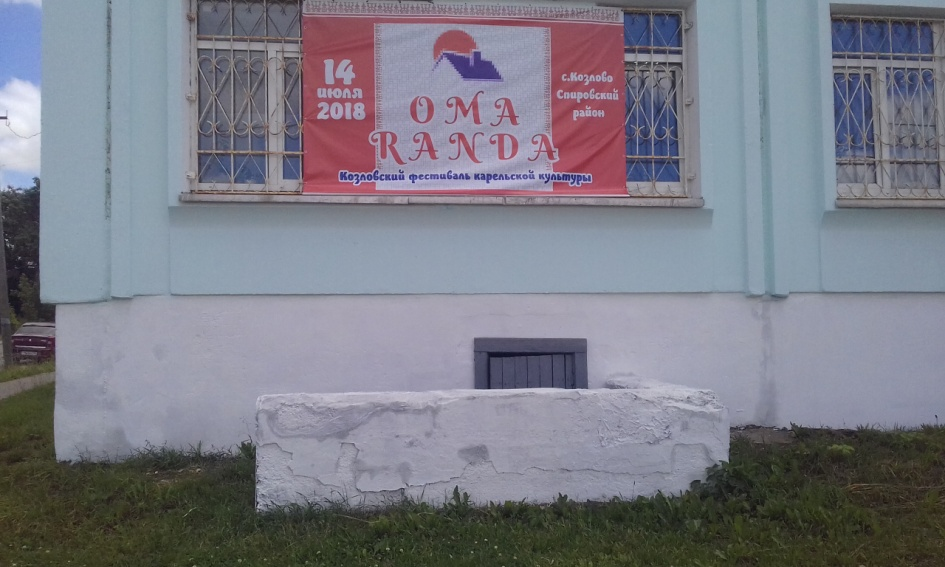 14
июля
2018
OMA
RANDA
с.Козлово
Спировский
район
Козловский фестиваль карельской культуры